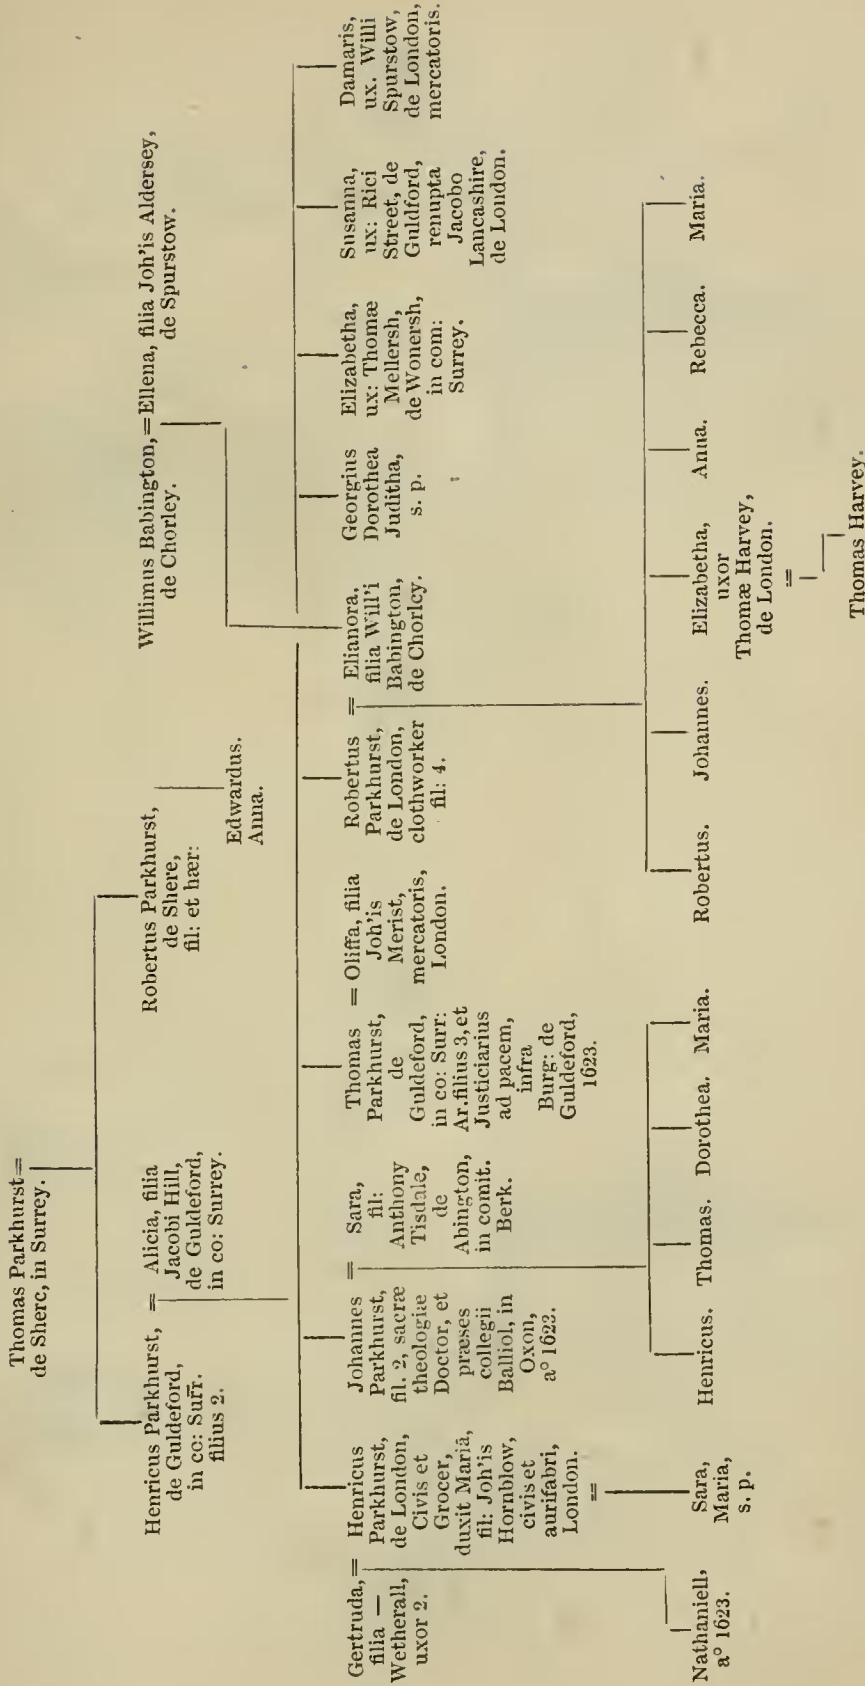 Thomas Parkhurst=
de Sherc, in Surrey.
Henricus Parkhurst,
de Guldeford,
in cc: Surr̄.
filius 2.
= Alicia, filia
Jacobi Hill,
de Guldeford,
in co: Surrey.
Robertus Parkhurst,
de Shere,
fil: et hær:
Edwardus.
Anna.
Willimus Babington,=Ellena, filia Joh'is Aldersey,
de Chorley.
de Spurstow.
Gertruda,=
filia —
Wetherall,
uxor 2.
Henricus
Parkhurst,
de London,
Civis et
Grocer,
duxit Mariā,
fil: Joh'is
Hornblow,
civis et
aurifabri,
London.
=
Johannes
Parkhurst,
fil. 2, sacræ
theologiæ
Doctor, et
præses
collegii
Balliol, in
Oxon,
a° 1623.
= Sara,
fil:
Anthony
Tisdale,
de
Abington,
in comit.
Berk.
Thomas
Parkhurst,
de
Guldeford,
in co: Surr:
Ar.filius 3, et
Justiciarius
ad pacem,
infra
Burg: de
Guldeford,
1623.
= Oliffa, filia
Joh'is
Merist,
mercatoris,
London.
Robertus
Parkhurst,
de London,
clothworker
fil: 4.
= Elianora,
filia Will'i
Babington,
de Chorlcy.
Georgius
Dorothea
Juditha,
s. p.
Elizabetha,
ux: Thomæ
Mellersh,
de Wonersh,
in com:
Surrey.
Susanna,
ux: Rici
Street, de
Guldford,
renupta
Jacobo
Lancashire,
de London.
Damaris,
ux. Willi
Spurstow,
de London,
mercatoris.
Nathaniell,
a° 1623.
Sara,
Maria,
s. p.
Henricus. Thomas. Dorothea. Maria.
Robertus. Johannes. Elizabetha, Anna. Rebecca. Maria.
uxor
Thomæ Harvey,
de London.
=
Thomas Harvey.